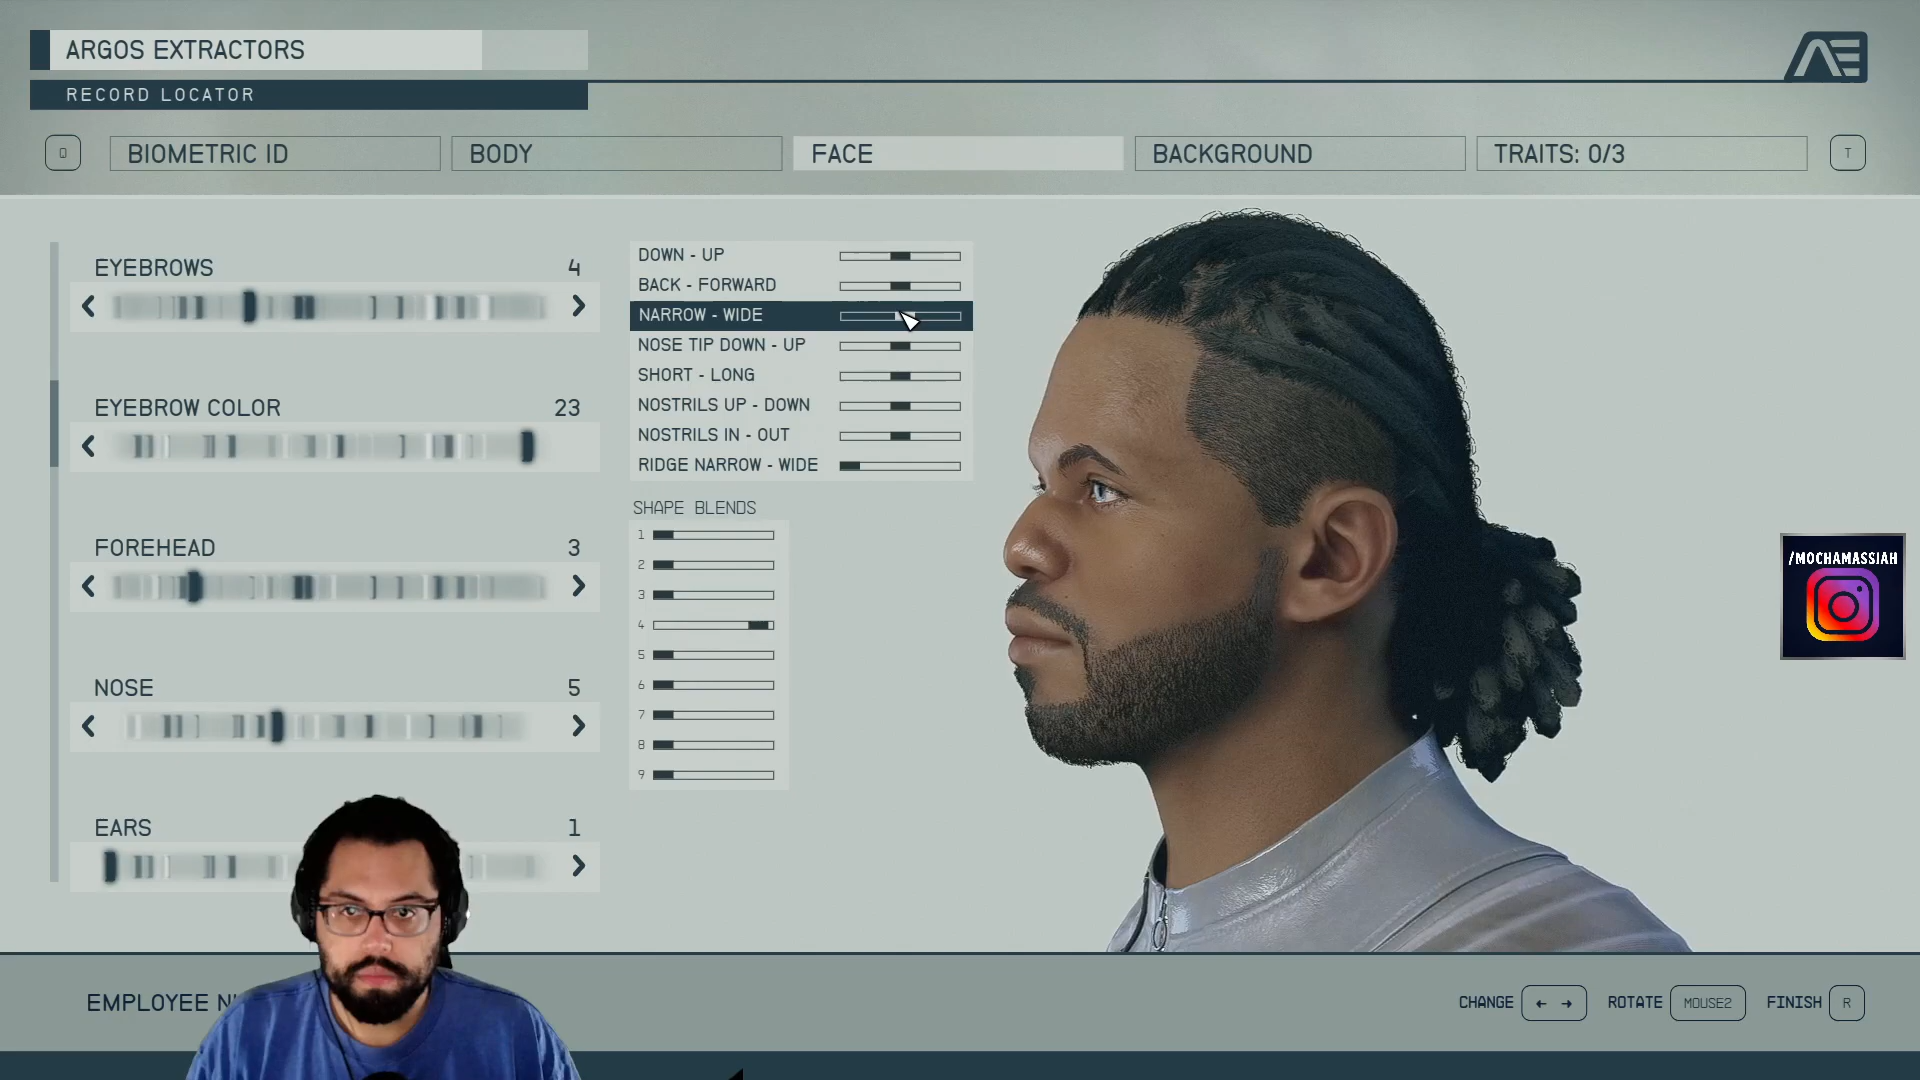 ARGOS EXTRACTORS
RECORD LOCATOR
Q
BIOMETRIC ID
BODY
FACE
BACKGROUND
TRAITS: 0/3
T
EYEBROWS
4
EYEBROW COLOR
23
FOREHEAD
3
NOSE
5
EARS
1
DOWN - UP
BACK - FORWARD
NARROW - WIDE
NOSE TIP DOWN - UP
SHORT - LONG
NOSTRILS UP - DOWN
NOSTRILS IN - OUT
RIDGE NARROW - WIDE
SHAPE BLENDS
1
2
3
4
5
6
7
8
9
/MOCHAMASSIAH
EMPLOYEE
CHANGE
ROTATE MOUSE2
FINISH R